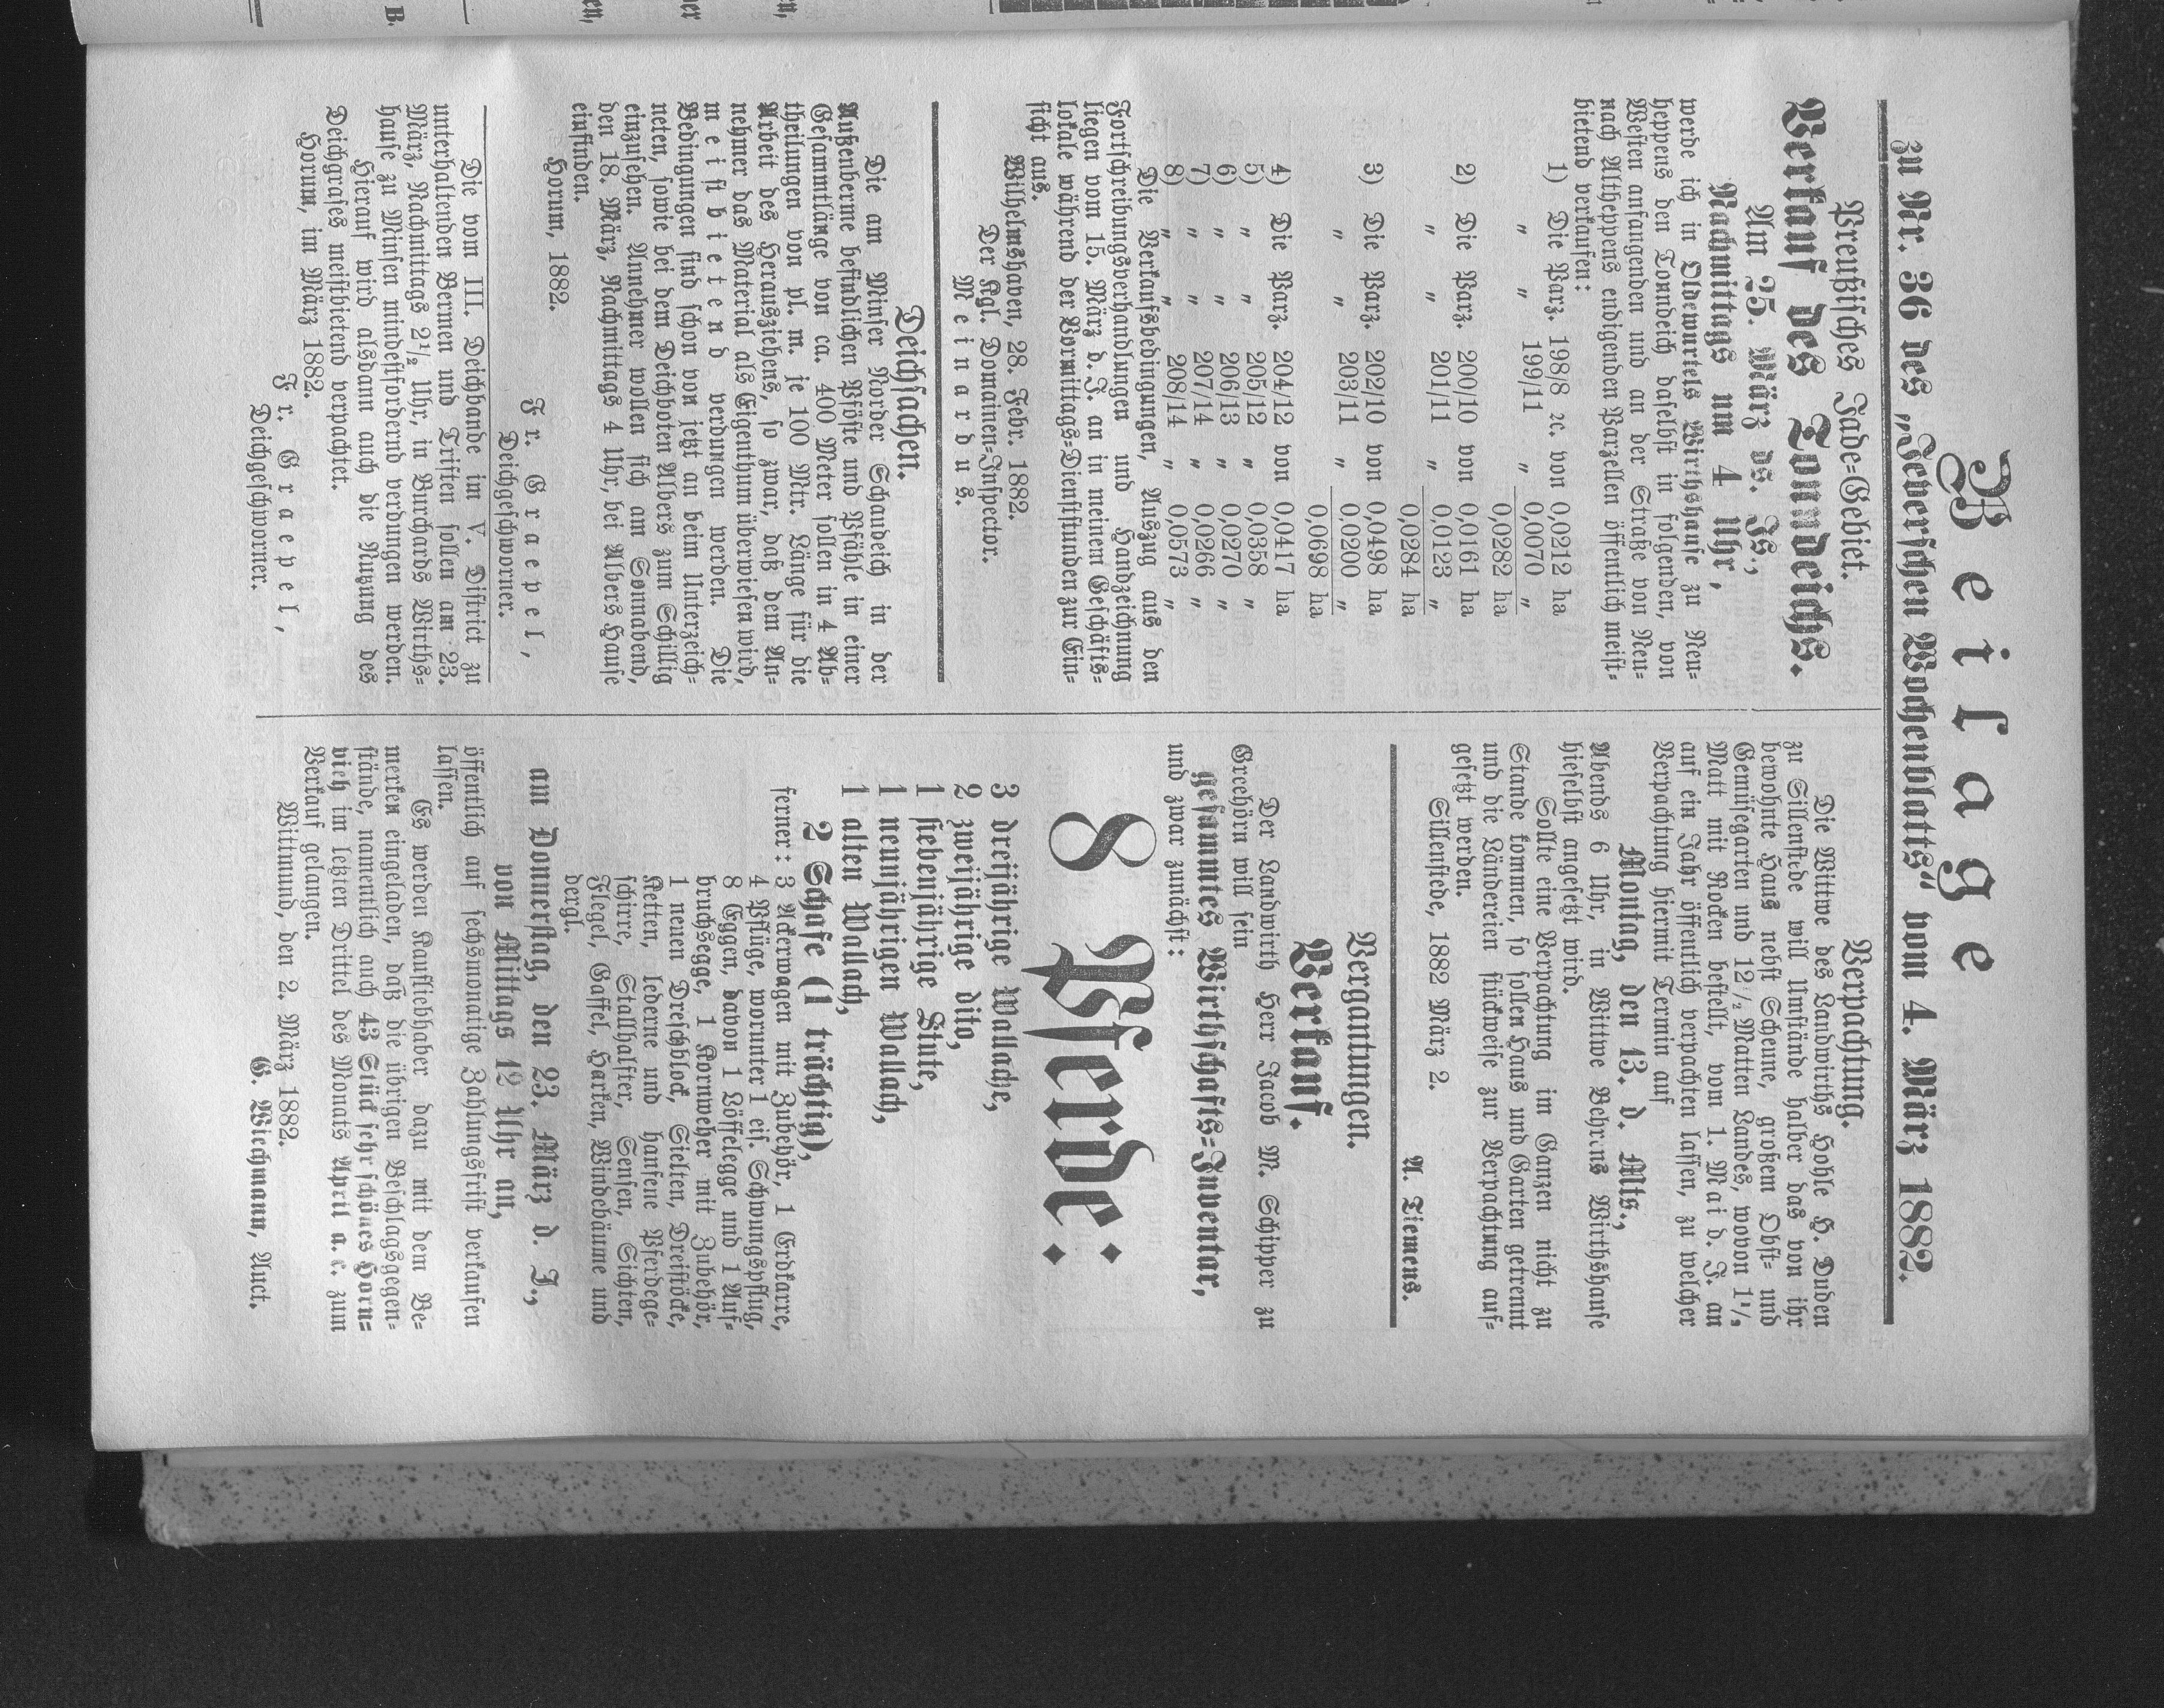 Beilage
zu Nr. 36 des „Jeverschen Wochenblatts“ vom 4. März 1882.
Preußisches Jade=Gebiet.
Verkauf des Tonndeichs.
Am 25. März ds. Js.,
Nachmittags um 4 Uhr,
werde ich in Oldewurtels Wirthshause zu Neu=
heppens den Tonndeich daselbst in folgenden, von
Westen anfangenden und an der Straße von Neu=
nach Altheppens endigenden Parzellen öffentlich meist=
bietend verkaufen:
1) Die Parz. 198/8 ꝛc. von 0,0212 ha
„ „ 199/11 „ 0,0070 „
0,0282 ha
2) Die Parz. 200/10 von 0,0161 ha
„ „ 201/11 „ 0,0123 „
0,0284 ha
3) Die Parz. 202/10 von 0,0498 ha
„ „ 203/11 „ 0,0200 „
0,0698 ha
4) Die Parz. 204/12 von 0,0417 ha
5) „ „ 205/12 „ 0,0358 „
6) „ „ 206/13 „ 0,0270 „
7) „ „ 207/14 „ 0,0266 „
8) „ „ 208/14 „ 0,0573 „
Die Verkaufsbedingungen, Auszug aus den
Fortschreibungsverhandlungen und Handzeichnung
liegen vom 15. März d. J. an in meinem Geschäfts=
lokale während der Vormittags=Dienststunden zur Ein=
sicht aus.
Wilhelmshaven, 28. Febr. 1882.
Der Kgl. Domainen=Inspector.
Meinardus.
Deichsachen.
Die am Minser Norder Schaudeich in der
Außenberme befindlichen Pföste und Pfähle in einer
Gesammtlänge von ca. 400 Meter sollen in 4 Ab=
theilungen von pl. m. je 100 Mtr. Länge für die
Arbeit des Herausziehens, so zwar, daß dem An=
nehmer das Material als Eigenthum überwiesen wird,
meistbietend verdungen werden. Die
Bedingungen sind schon von jetzt an beim Unterzeich=
neten, sowie bei dem Deichboten Albers zum Schillig
einzusehen. Annehmer wollen sich am Sonnabend,
den 18. März, Nachmittags 4 Uhr, bei Albers Hause
einfinden.
Horum, 1882.
Fr. Graepel,
Deichgeschworner.
Die vom III. Deichbande im V. District zu
unterhaltenden Bermen und Triften sollen am 23.
März, Nachmittags 2½ Uhr, in Burchards Wirths=
hause zu Minsen mindestfordernd verdungen werden.
Hierauf wird alsdann auch die Nutzung des
Deichgrases meistbietend verpachtet.
Horum, im März 1882.
Fr. Graepel,
Deichgeschworner.
Verpachtung.
Die Wittwe des Landwirths Hohle H. Duden
zu Sillenstede will Umstände halber das von ihr
bewohnte Haus nebst Scheune, großem Obst= und
Gemüsegarten und 12½ Matten Landes, wovon 1½
Matt mit Rocken bestellt, vom 1. Mai d. J. an
auf ein Jahr öffentlich verpachten lassen, zu welcher
Verpachtung hiermit Termin auf
Montag, den 13. d. Mts.,
Abends 6 Uhr, in Wittwe Behrens Wirthshause
hieselbst angesetzt wird.
Sollte eine Verpachtung im Ganzen nicht zu
Stande kommen, so sollen Haus und Garten getrennt
und die Ländereien stückweise zur Verpachtung auf=
gesetzt werden.
Sillenstede, 1882 März 2.
A. Tiemens.
Vergantungen.
Verkauf.
Der Landwirth Herr Jacob M. Schipper zu
Greehörn will sein
gesammtes Wirthschafts=Inventar,
und zwar zunächst:
8 Pferde:
3 dreijährige Wallache,
2 zweijährige dito,
1 siebenjährige Stute,
1 neunjährigen Wallach,
1 alten Wallach,
2 Schafe (1 trächtig),
ferner: 3 Ackerwagen mit Zubehör, 1 Erdkarre,
4 Pflüge, worunter 1 eis. Schwungspflug,
8 Eggen, davon 1 Löffelegge und 1 Auf=
bruchsegge, 1 Kornweher mit Zubehör,
1 neuen Dreschblock, Sielten, Dreistöcke,
Ketten, lederne und hanfene Pferdege=
schirre, Stallhalfter, Sensen, Sichten,
Flegel, Gaffel, Harken, Windebäume und
dergl.
am Donnerstag, den 23. März d. J.,
von Mittags 12 Uhr an,
öffentlich auf sechsmonatige Zahlungsfrist verkaufen
lassen.
Es werden Kaufliebhaber dazu mit dem Be=
merken eingeladen, daß die übrigen Beschlagsgegen=
stände, namentlich auch 43 Stück sehr schönes Horn=
vieh im letzten Drittel des Monats April a. c. zum
Verkauf gelangen.
Wittmund, den 2. März 1882.
G. Wiechmann, Auct.